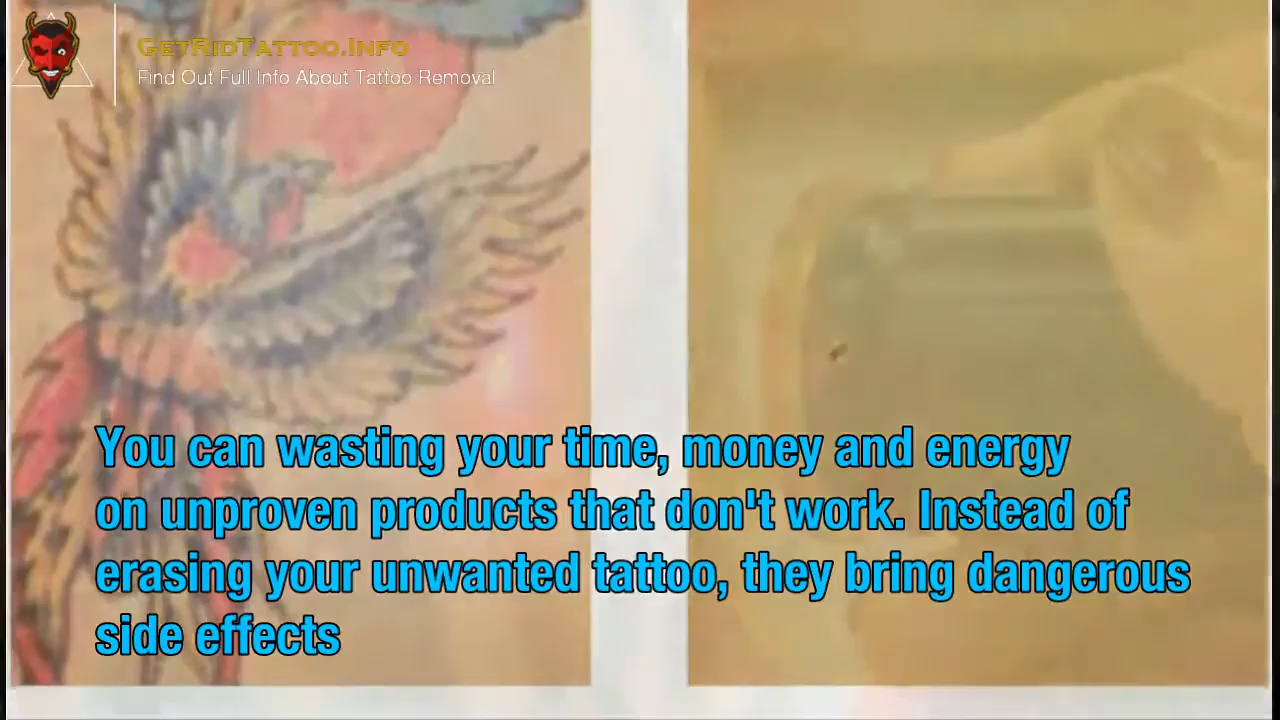 GetRidTattoo.Info
Find Out Full Info About Tattoo Removal
You can wasting your time, money and energy
on unproven products that don't work. Instead of
erasing your unwanted tattoo, they bring dangerous
side effects